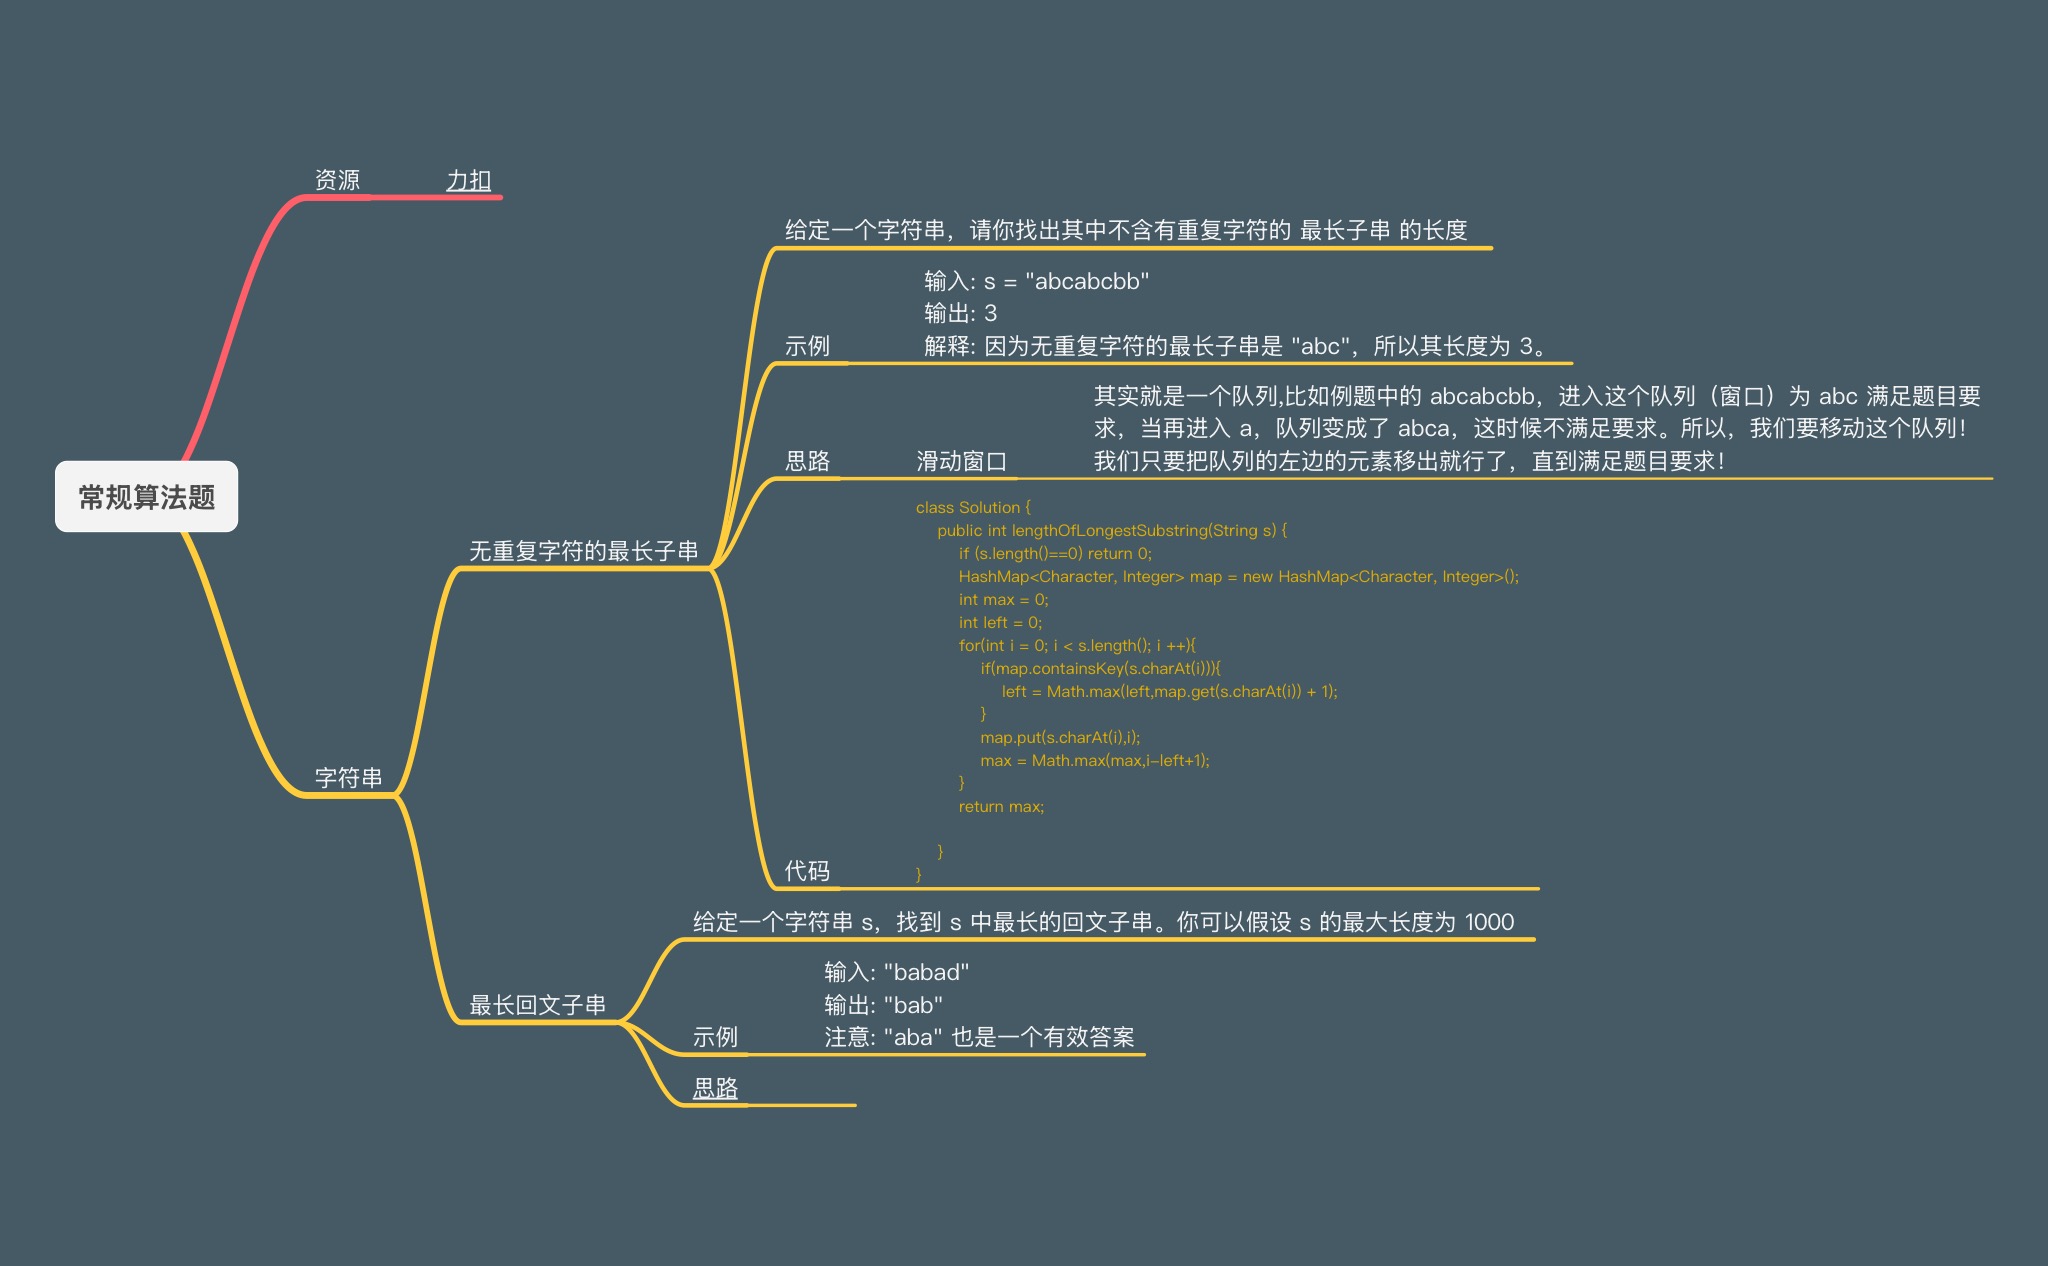 常规算法题
资源
力扣
字符串
无重复字符的最长子串
给定一个字符串，请你找出其中不含有重复字符的 最长子串 的长度
示例
输入: s = "abcabcbb"
输出: 3
解释: 因为无重复字符的最长子串是 "abc"，所以其长度为 3。
思路
滑动窗口
其实就是一个队列,比如例题中的 abcabcbb，进入这个队列（窗口）为 abc 满足题目要
求，当再进入 a，队列变成了 abca，这时候不满足要求。所以，我们要移动这个队列！
我们只要把队列的左边的元素移出就行了，直到满足题目要求！
代码
class Solution {
    public int lengthOfLongestSubstring(String s) {
        if (s.length()==0) return 0;
        HashMap<Character, Integer> map = new HashMap<Character, Integer>();
        int max = 0;
        int left = 0;
        for(int i = 0; i < s.length(); i ++){
            if(map.containsKey(s.charAt(i))){
                left = Math.max(left,map.get(s.charAt(i)) + 1);
            }
            map.put(s.charAt(i),i);
            max = Math.max(max,i-left+1);
        }
        return max;
    }
}
最长回文子串
给定一个字符串 s，找到 s 中最长的回文子串。你可以假设 s 的最大长度为 1000
示例
输入: "babad"
输出: "bab"
注意: "aba" 也是一个有效答案
思路